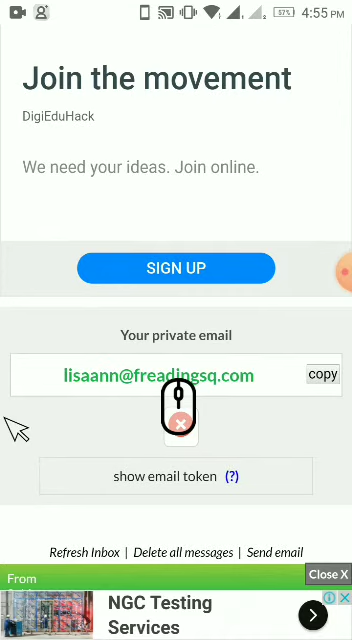 57% 4:55 PM
Join the movement
DigiEduHack
We need your ideas. Join online.
SIGN UP
Your private email
lisaann@freadingsq.com
copy
show email token (?)
Refresh Inbox | Delete all messages | Send email
Close X
From
NGC Testing
Services